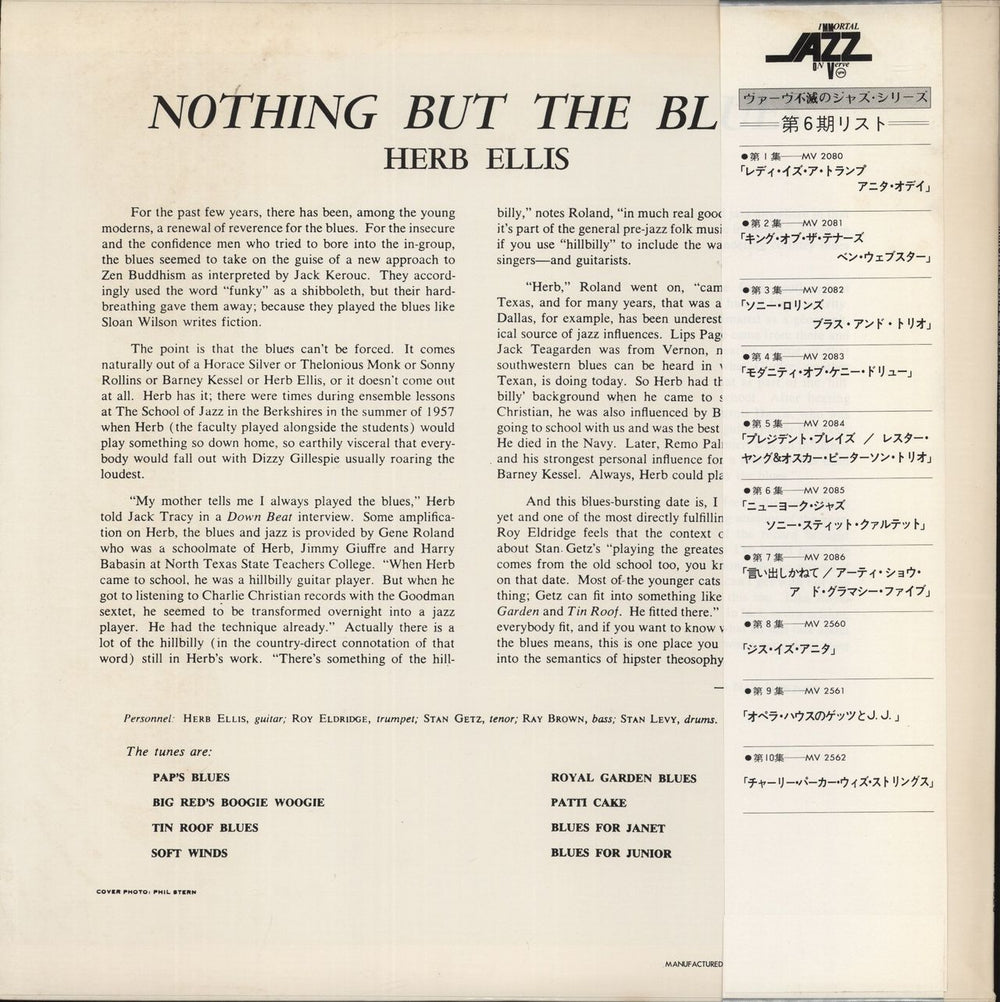 NOTHING BUT THE BL
HERB ELLIS
For the past few years, there has been, among the young
moderns, a renewal of reverence for the blues. For the insecure
and the confidence men who tried to bore into the in-group,
the blues seemed to take on the guise of a new approach to
Zen Buddhism as interpreted by Jack Kerouc. They accord-
ingly used "funky" as a shibboleth, but their hard-
breathing gave them away; because they played the blues like
Sloan Wilson writes fiction.
The point is that the blues can't be forced. It comes
naturally out of a Horace Silver or Thelonious Monk or Sonny
Rollins or Barney Kessel or Herb Ellis, or it doesn't come out
at all. Herb has it; there were times during ensemble lessons
at The School of Jazz in the Berkshires in the summer of 1957
when Herb (the faculty played alongside the students) would
play something so down home, so earthily visceral that every-
body would fall out with Dizzy Gillespie usually roaring the
loudest.
"My mother tells me I always played the blues," Herb
told Jack Tracy in a Down Beat interview. Some amplifica-
tion on Herb, the blues and jazz is provided by Gene Roland
who was a schoolmate of Herb, Jimmy Giuffre and Harry
Babasin at North Texas State Teachers College. "When Herb
came to school, he was a hillbilly guitar player. But when he
got to listening to Charlie Christian records with the Goodman
sextet, he seemed to be transformed overnight into a jazz
player. He had the technique already." Actually there is a
lot of the hillbilly (in the country-direct connotation of that
word) still in Herb's work. "There's something of the hill-
billy," notes Roland, "in much real good
it's part of the general pre-jazz folk musi
if you use "hillbilly" to include the wa
singers—and guitarists.
"Herb," Roland went on, "cam
Texas, and for many years, that was a
Dallas, for example, has been underest
ical source of jazz influences. Lips Pag
Jack Teagarden was from Vernon, n
southwestern blues can be heard in
Texan, is doing today. So Herb had th
billy' background when he came to s
Christian, he was also influenced by B
going to school with us and was the best
He died in the Navy. Later, Remo Pal
and his strongest personal influence for
Barney Kessel. Always, Herb could pla
And this blues-bursting date is, I
yet and one of the most directly fulfillin
Roy Eldridge feels that the context o
about Stan Getz's "playing the greates
comes from the old school too, you kn
on that date. Most of the younger cats
thing; Getz can fit into something like
Garden and Tin Roof. He fitted there."
everybody fit, and if you want to know
the blues means, this is one place you
into the semantics of hipster theosophy
Personnel: HERB ELLIS, guitar; ROY ELDRIDGE, trumpet; STAN GETZ, tenor; RAY BROWN, bass; STAN LEVY, drums.
The tunes are:
PAP'S BLUES
BIG RED'S BOOGIE WOOGIE
TIN ROOF BLUES
SOFT WINDS
ROYAL GARDEN BLUES
PATTI CAKE
BLUES FOR JANET
BLUES FOR JUNIOR
COVER PHOTO: PHIL STERN
MANUFACTURED
IMMORTAL
JAZZ
ON Verve
ヴァーヴ不滅のジャズ・シリーズ
第6期リスト
●第1集——MV 2080
「レディ・イズ・ア・トランプ
アニタ・オデイ」
●第2集——MV 2081
「キング・オブ・ザ・テナーズ
ベン・ウェブスター」
●第3集——MV 2082
「ソニー・ロリンズ
ブラス・アンド・トリオ」
●第4集——MV 2083
「モダニティ・オブ・ケニー・ドリュー」
●第5集——MV 2084
「プレジデント・プレイズ / レスター・
ヤング&オスカー・ピーターソン・トリオ」
●第6集——MV 2085
「ニューヨーク・ジャズ
ソニー・スティット・クァルテット」
●第7集——MV 2086
「言い出しかねて / アーティ・ショウ・
ア ド・グラマシー・ファイブ」
●第8集——MV 2560
「ジス・イズ・アニタ」
●第9集——MV 2561
「オペラ・ハウスのゲッツとJ.J.」
●第10集——MV 2562
「チャーリー・パーカー・ウィズ・ストリングス」